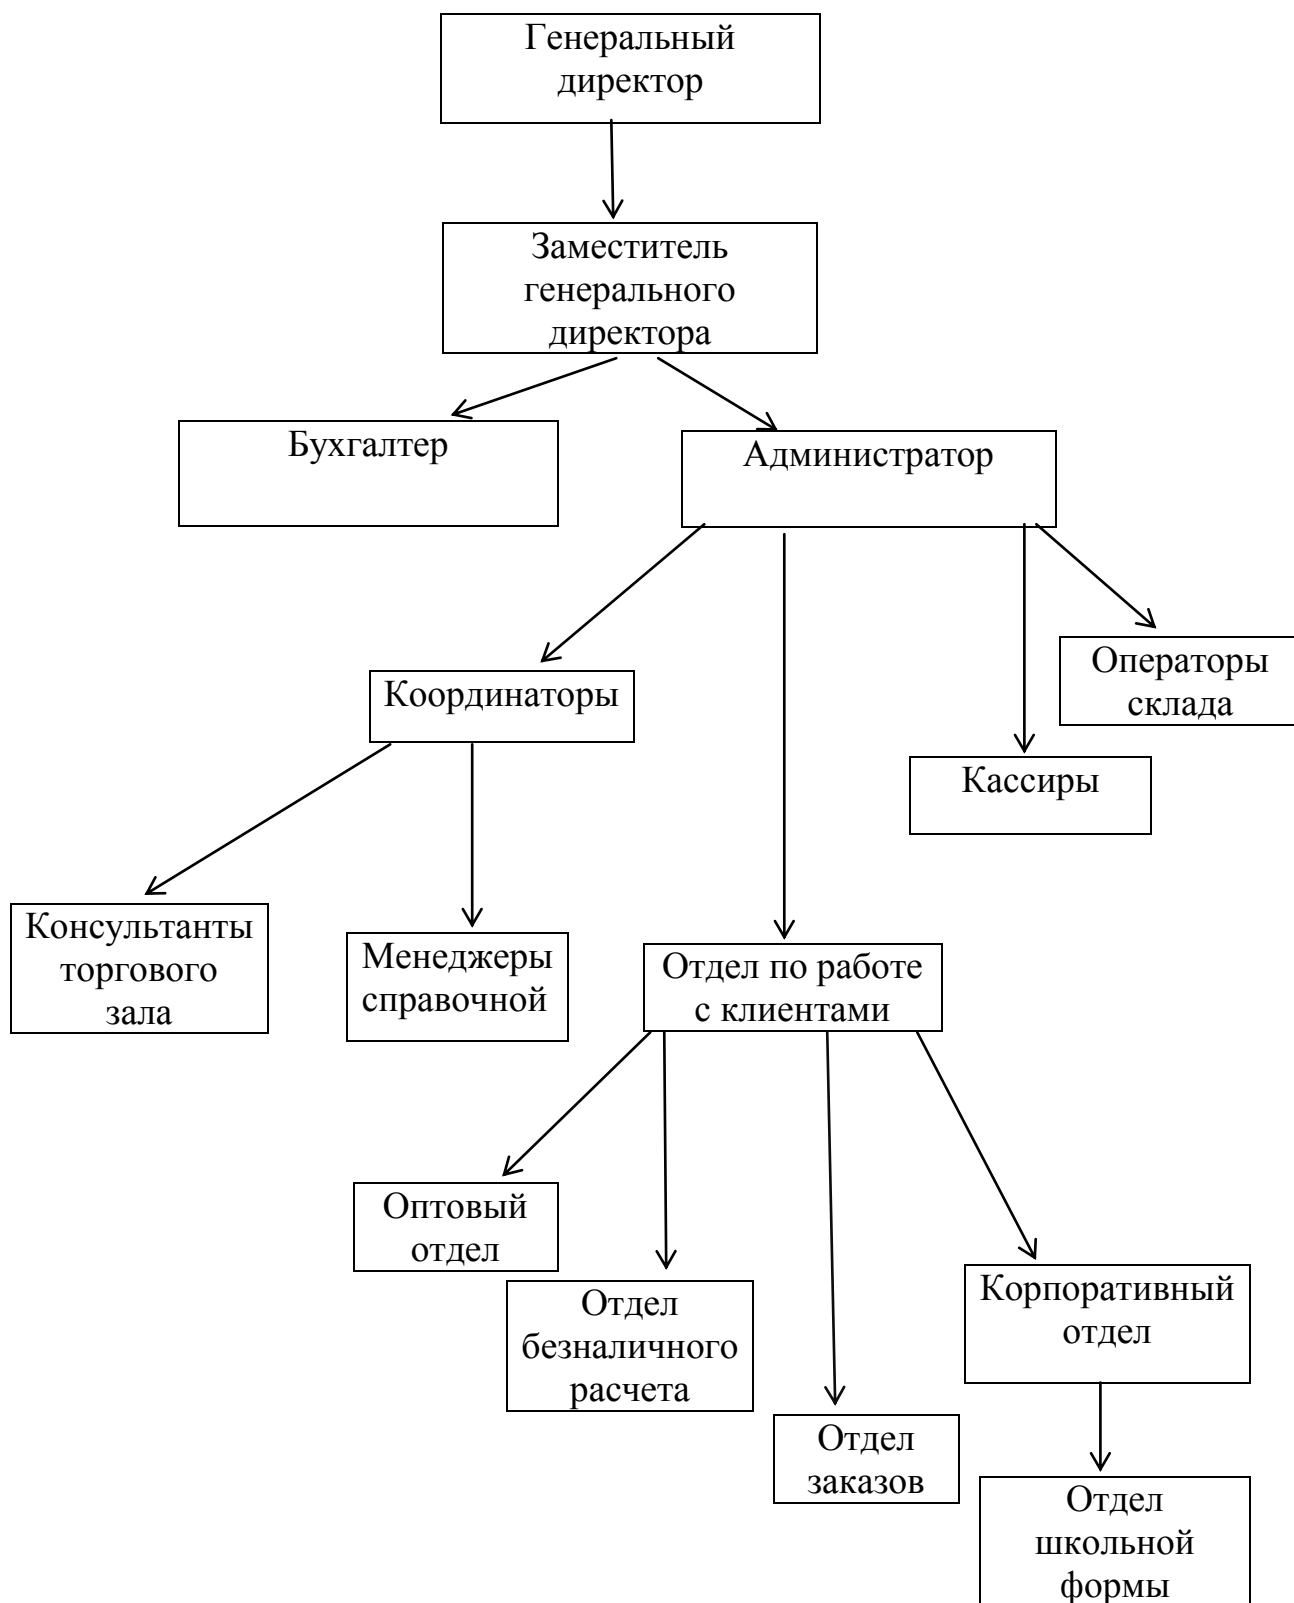 Генеральный
директор
Заместитель
генерального
директора
Бухгалтер
Администратор
Операторы
склада
Координаторы
Кассиры
Консультанты
торгового
зала
Менеджеры
справочной
Отдел по работе
с клиентами
Оптовый
отдел
Отдел
безналичного
расчета
Корпоративный
отдел
Отдел
заказов
Отдел
школьной
формы